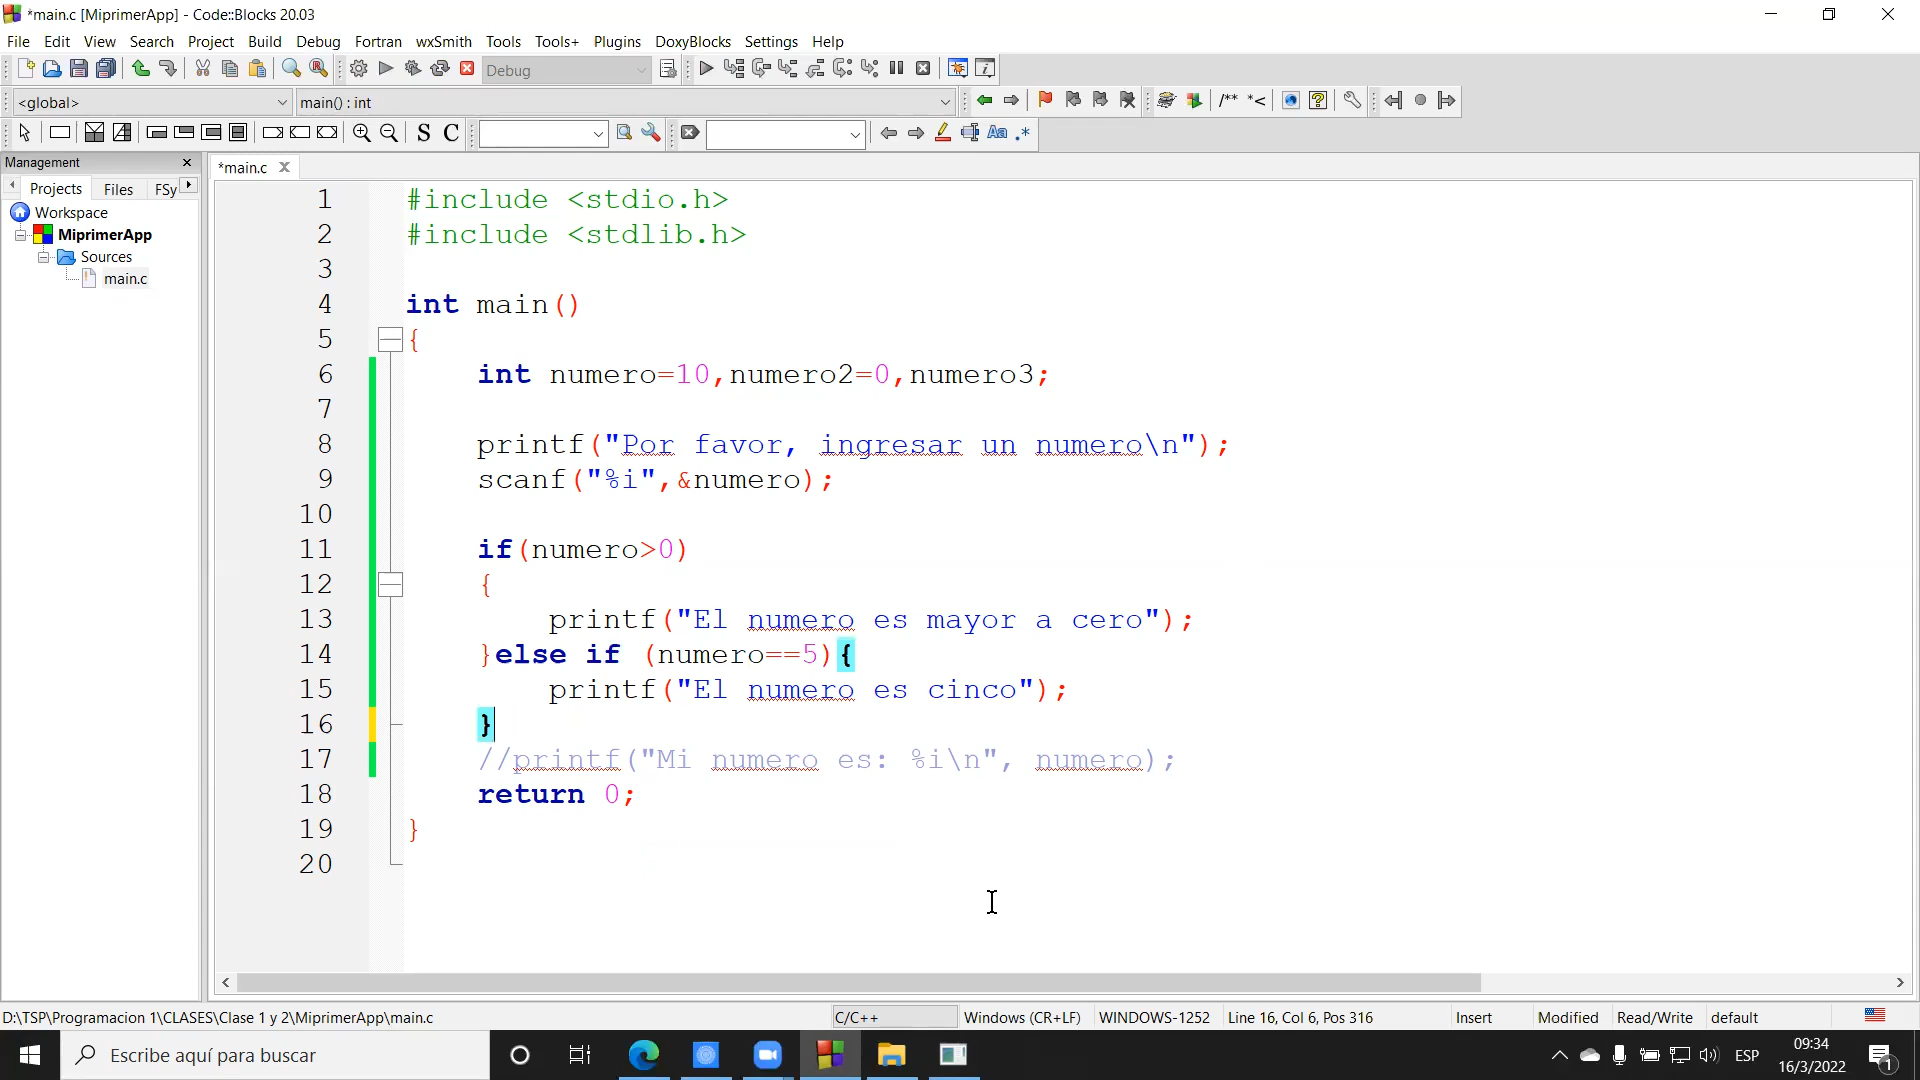 *main.c [MiprimerApp] - Code::Blocks 20.03
File Edit View Search Project Build Debug Fortran wxSmith Tools Tools+ Plugins DoxyBlocks Settings Help
Debug
<global> main() : int
/** *<
S C Aa .*
Management
*main.c
Projects Files FSy
Workspace
MiprimerApp
Sources
main.c
1 #include <stdio.h>
2 #include <stdlib.h>
3
4 int main()
5 {
6 int numero=10,numero2=0,numero3;
7
8 printf("Por favor, ingresar un numero\n");
9 scanf("%i",&numero);
10
11 if(numero>0)
12 {
13 printf("El numero es mayor a cero");
14 }else if (numero==5){
15 printf("El numero es cinco");
16 }
17 //printf("Mi numero es: %i\n", numero);
18 return 0;
19 }
20
D:\TSP\Programacion 1\CLASES\Clase 1 y 2\MiprimerApp\main.c C/C++ Windows (CR+LF) WINDOWS-1252 Line 16, Col 6, Pos 316 Insert Modified Read/Write default
Escribe aquí para buscar
ESP
09:34
16/3/2022
1